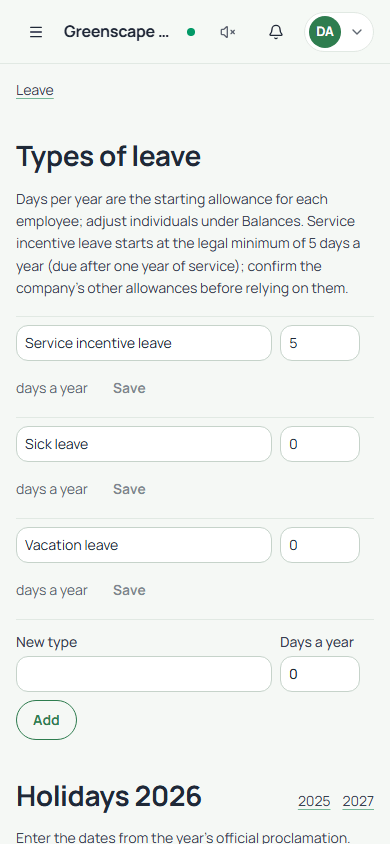 Greenscape ...
DA
Leave
Types of leave
Days per year are the starting allowance for each
employee; adjust individuals under Balances. Service
incentive leave starts at the legal minimum of 5 days a
year (due after one year of service); confirm the
company's other allowances before relying on them.
Service incentive leave 5
days a year Save
Sick leave 0
days a year Save
Vacation leave 0
days a year Save
New type Days a year
0
Add
Holidays 2026 2025 2027
Enter the dates from the year's official proclamation.